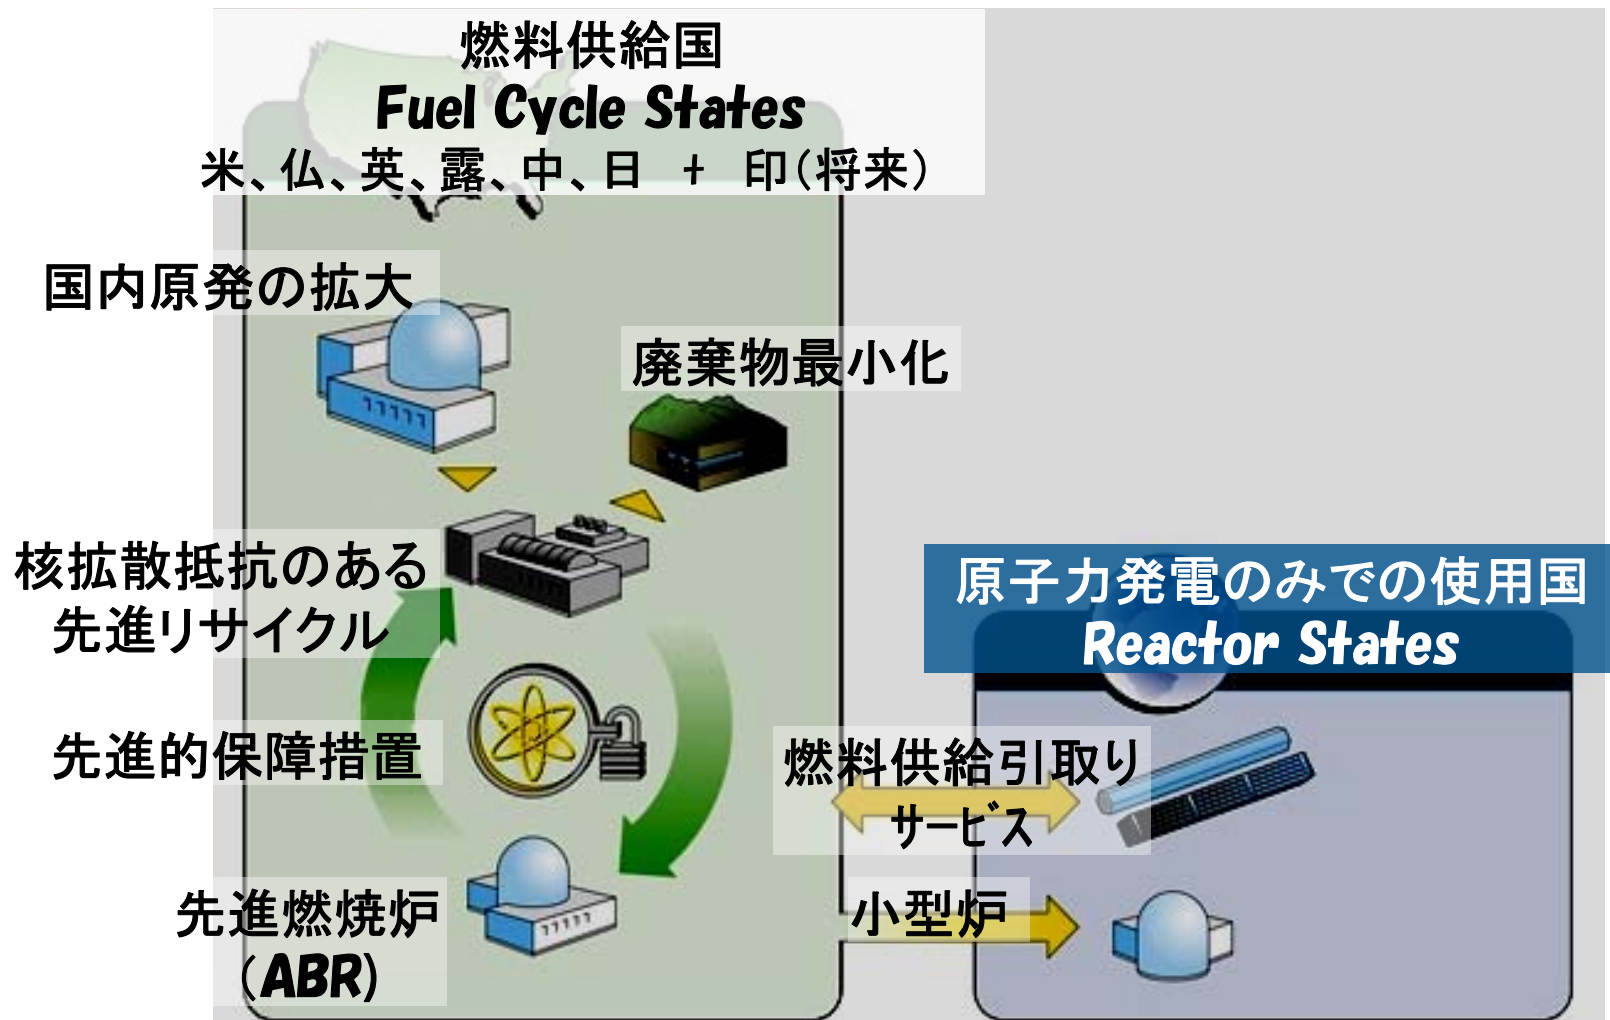 燃料供給国
Fuel Cycle States
米、仏、英、露、中、日 + 印(将来)
国内原発の拡大
廃棄物最小化
核拡散抵抗のある
先進リサイクル
原子力発電のみでの使用国
Reactor States
先進的保障措置
燃料供給引取り
サービス
先進燃焼炉
(ABR)
小型炉